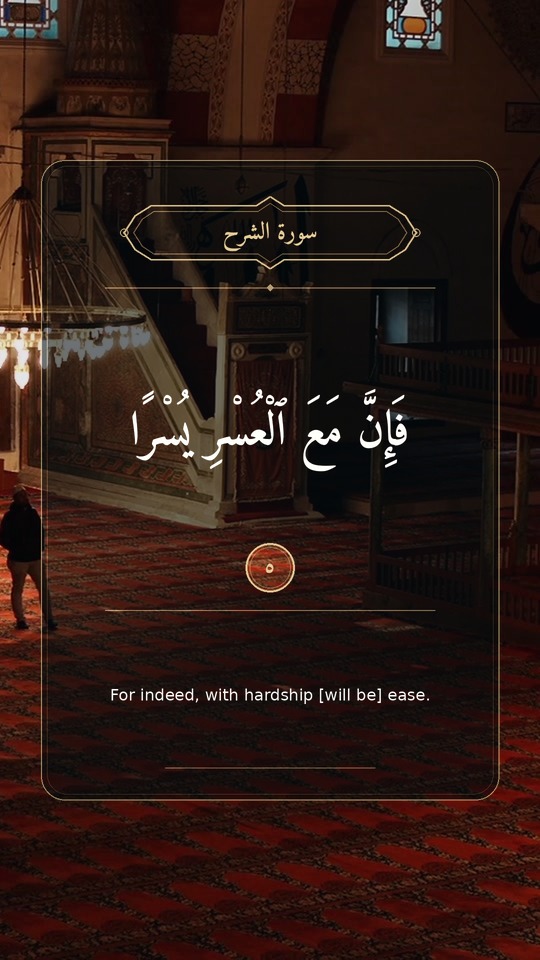 سورة الشرح
فَإِنَّ مَعَ ٱلْعُسْرِ يُسْرًا
٥
For indeed, with hardship [will be] ease.